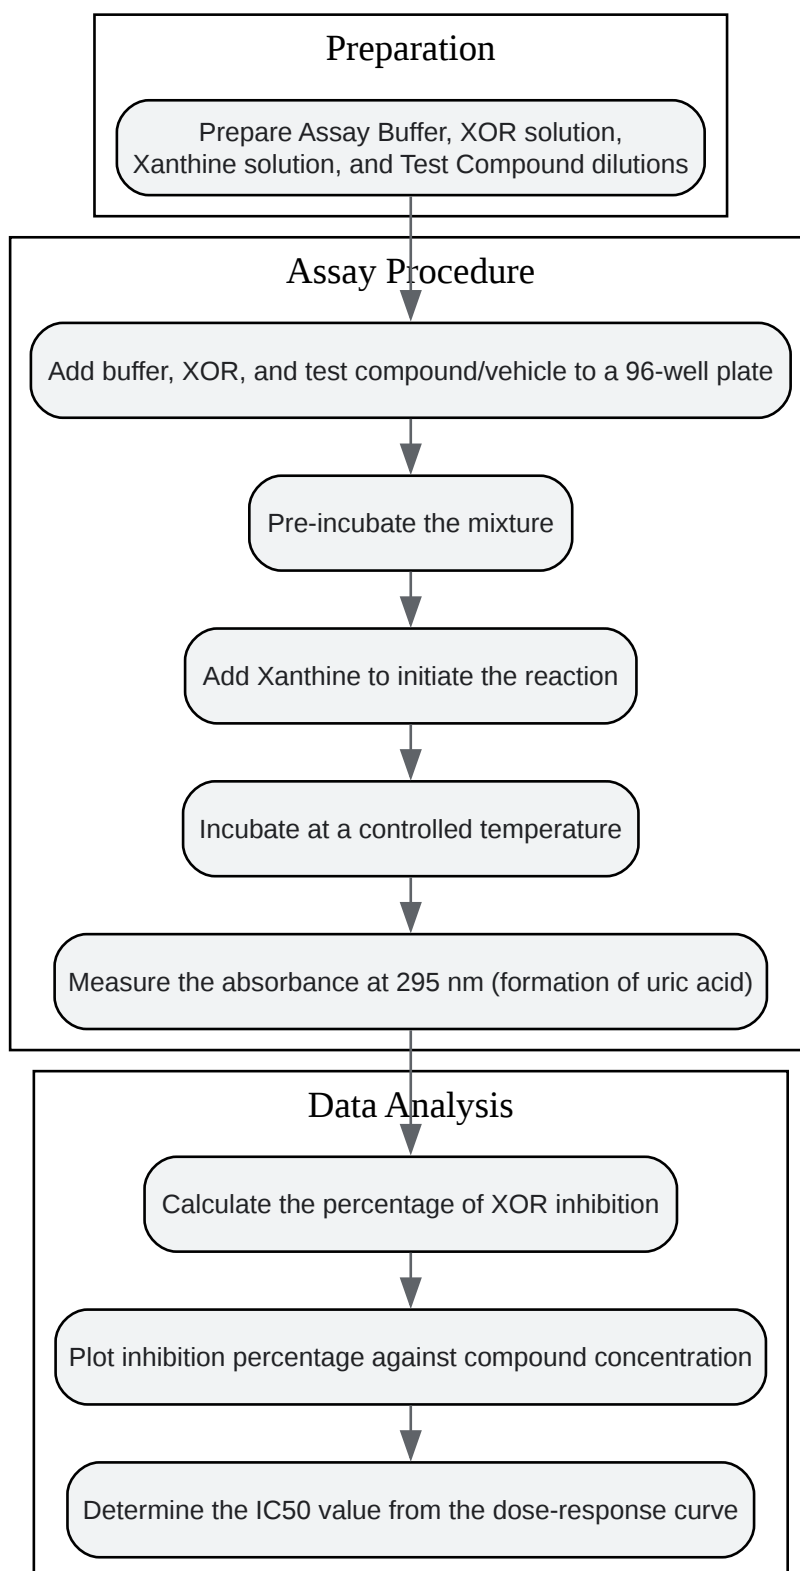 Preparation
Prepare Assay Buffer, XOR solution,
Xanthine solution, and Test Compound dilutions
Assay Procedure
Add buffer, XOR, and test compound/vehicle to a 96-well plate
Pre-incubate the mixture
Add Xanthine to initiate the reaction
Incubate at a controlled temperature
Measure the absorbance at 295 nm (formation of uric acid)
Data Analysis
Calculate the percentage of XOR inhibition
Plot inhibition percentage against compound concentration
Determine the IC50 value from the dose-response curve